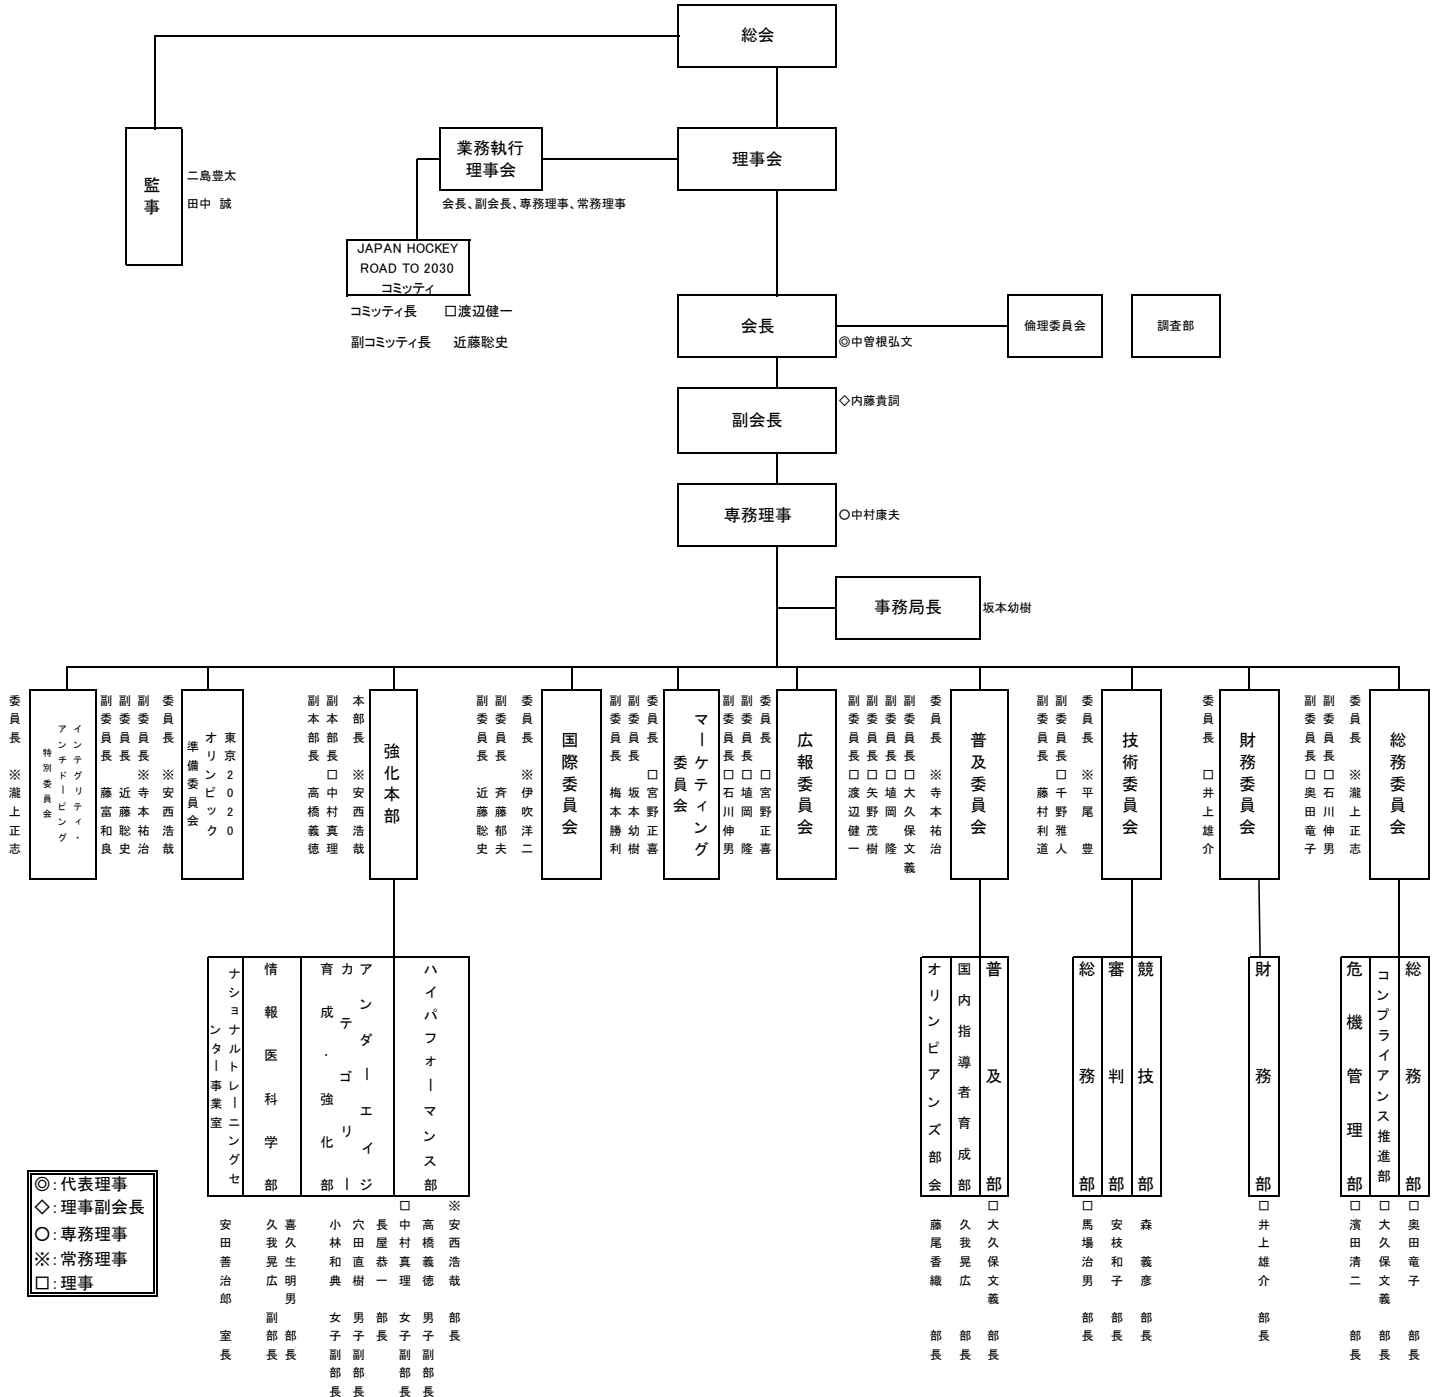 総会
監事
二島豊太
田中 誠
業務執行
理事会
会長、副会長、専務理事、常務理事
理事会
JAPAN HOCKEY
ROAD TO 2030
コミッティ
コミッティ長 □渡辺健一
副コミッティ長 近藤聡史
会長
◎中曽根弘文
倫理委員会
調査部
副会長
◇内藤貴詞
専務理事
○中村康夫
事務局長
坂本幼樹
総務委員会
委員長 ※瀧上正志
副委員長□石川伸男
副委員長□奥田竜子
財務委員会
委員長 □井上雄介
技術委員会
委員長 ※平尾 豊
副委員長□千野雅人
副委員長 藤村利道
普及委員会
委員長 ※寺本祐治
副委員長□大久保文義
副委員長□埴岡 隆
副委員長□矢野茂樹
副委員長□渡辺健一
広報委員会
委員長 □宮野正喜
副委員長□埴岡 隆
副委員長□石川伸男
マーケティング
委員会
委員長 □宮野正喜
副委員長 坂本幼樹
副委員長 梅本勝利
国際委員会
委員長 ※伊吹洋二
副委員長 斉藤郁夫
副委員長 近藤聡史
強化本部
本部長 ※安西浩哉
副本部長□中村真理
副本部長 高橋義徳
東京2020
オリンピック
準備委員会
委員長 ※安西浩哉
副委員長※寺本祐治
副委員長 近藤聡史
副委員長 藤富和良
インテグリティ・
アンチドーピング
特別委員会
委員長 ※瀧上正志
総務部
□奥田竜子 部長
コンプライアンス推進部
□大久保文義 部長
危機管理部
□濱田清二 部長
財務部
□井上雄介 部長
競技部
森 義彦 部長
審判部
安枝和子 部長
総務部
□馬場治男 部長
普及部
□大久保文義 部長
国内指導者育成部
久我晃広 部長
オリンピアンズ部会
藤尾香織 部長
ハイパフォーマンス部
※安西浩哉 部長
高橋義徳 男子副部長
□中村真理 女子副部長
アンダーエイジ
カテゴリー
育成・強化部
長屋恭一 部長
穴田直樹 男子副部長
小林和典 女子副部長
情報医科学部
喜久生明男 部長
久我晃広 副部長
ナショナルトレーニングセ
ンター事業室
安田善治郎 室長
◎:代表理事
◇:理事副会長
○:専務理事
※:常務理事
□:理事